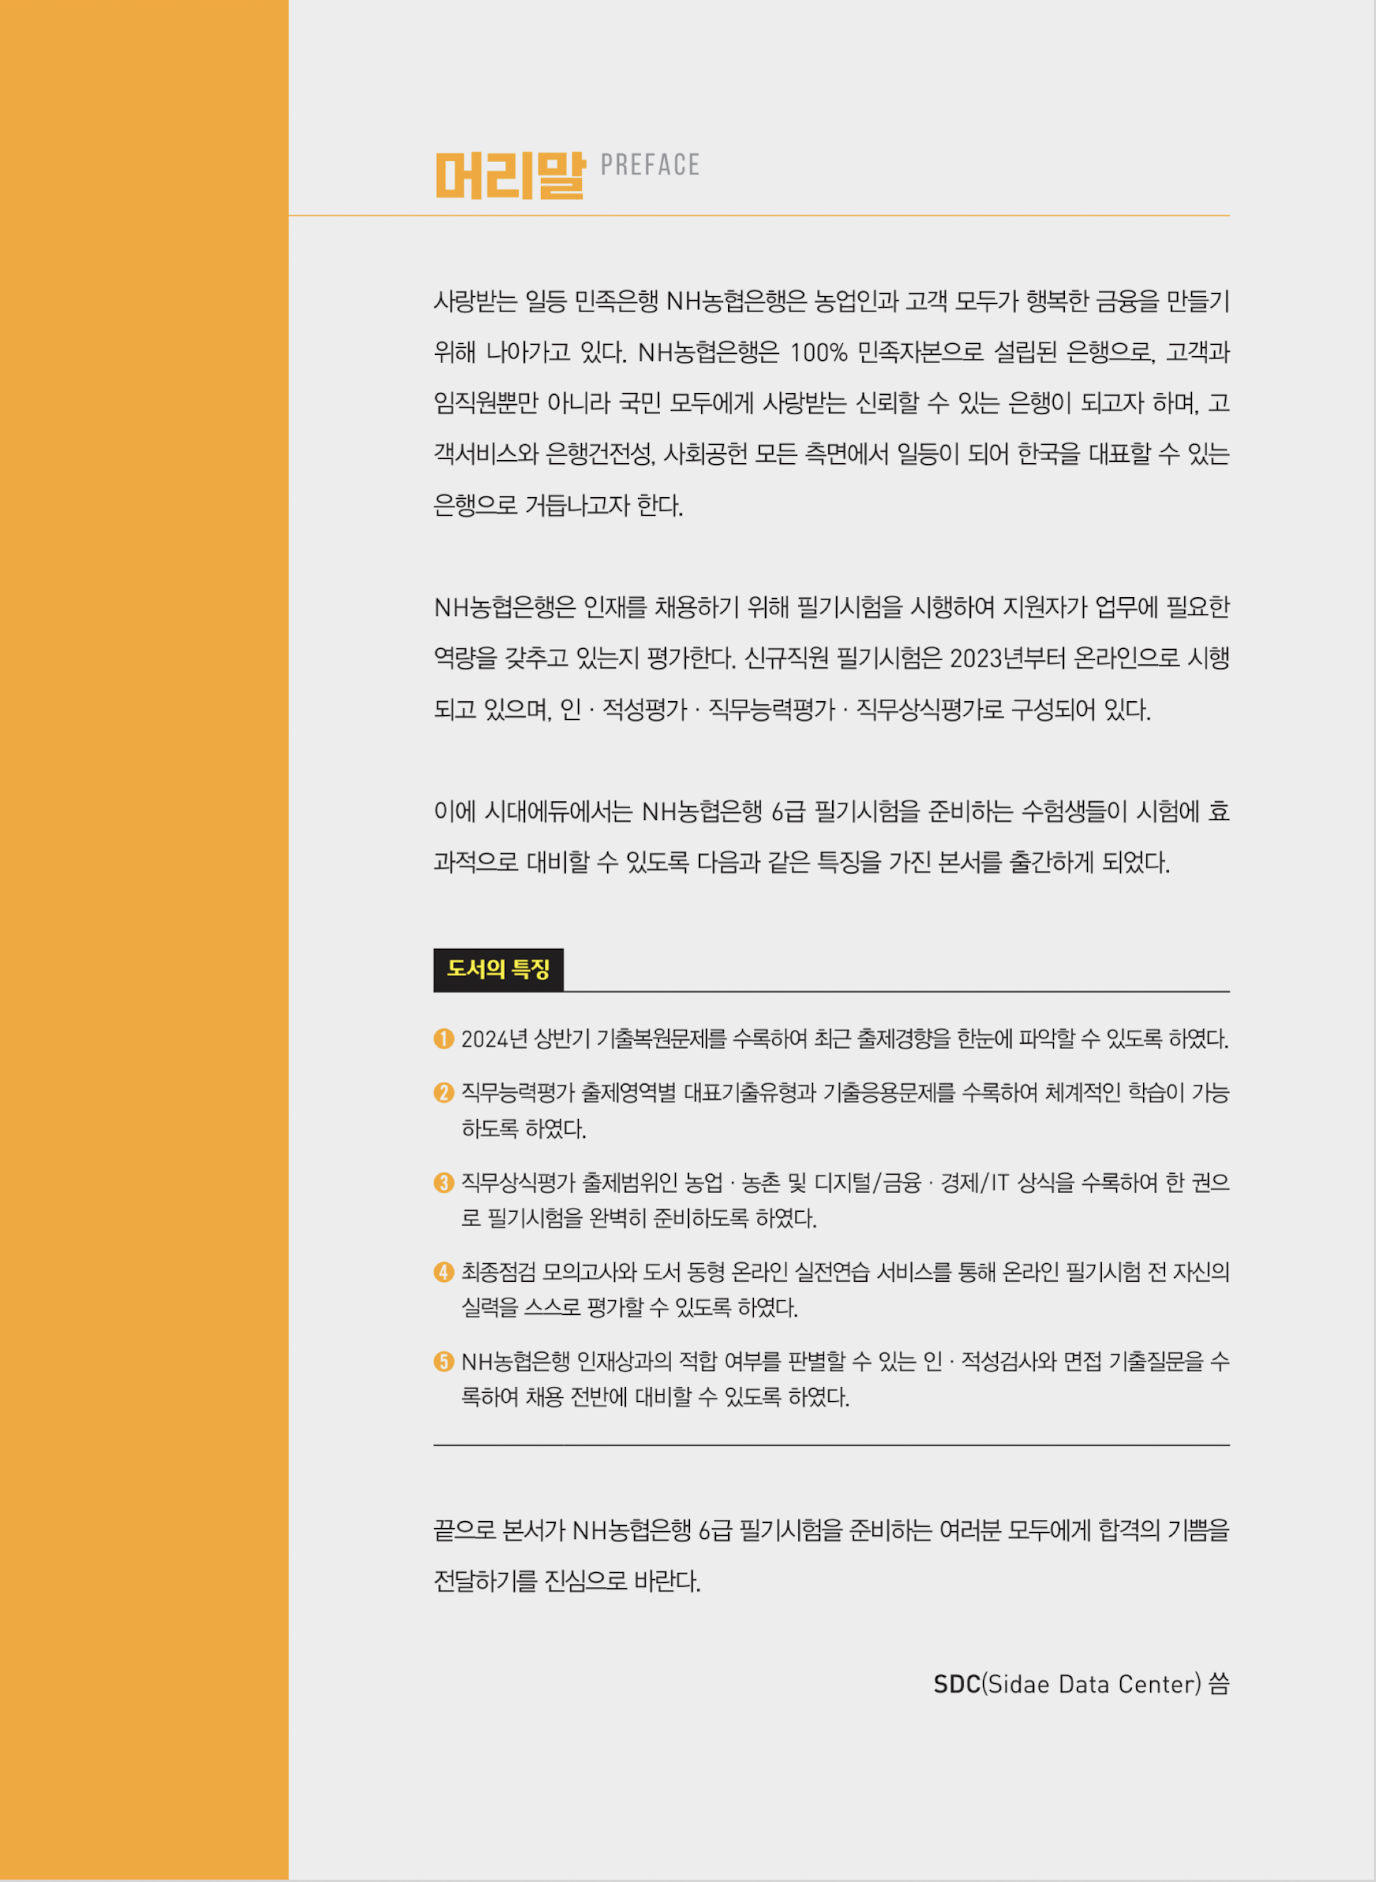 머리말 PREFACE
사랑받는 일등 민족은행 NH농협은행은 농업인과 고객 모두가 행복한 금융을 만들기
위해 나아가고 있다. NH농협은행은 100% 민족자본으로 설립된 은행으로, 고객과
임직원뿐만 아니라 국민 모두에게 사랑받는 신뢰할 수 있는 은행이 되고자 하며, 고
객서비스와 은행건전성, 사회공헌 모든 측면에서 일등이 되어 한국을 대표할 수 있는
은행으로 거듭나고자 한다.
NH농협은행은 인재를 채용하기 위해 필기시험을 시행하여 지원자가 업무에 필요한
역량을 갖추고 있는지 평가한다. 신규직원 필기시험은 2023년부터 온라인으로 시행
되고 있으며, 인 · 적성평가 · 직무능력평가 · 직무상식평가로 구성되어 있다.
이에 시대에듀에서는 NH농협은행 6급 필기시험을 준비하는 수험생들이 시험에 효
과적으로 대비할 수 있도록 다음과 같은 특징을 가진 본서를 출간하게 되었다.
도서의 특징
❶ 2024년 상반기 기출복원문제를 수록하여 최근 출제경향을 한눈에 파악할 수 있도록 하였다.
❷ 직무능력평가 출제영역별 대표기출유형과 기출응용문제를 수록하여 체계적인 학습이 가능
하도록 하였다.
❸ 직무상식평가 출제범위인 농업 · 농촌 및 디지털/금융 · 경제/IT 상식을 수록하여 한 권으
로 필기시험을 완벽히 준비하도록 하였다.
❹ 최종점검 모의고사와 도서 동형 온라인 실전연습 서비스를 통해 온라인 필기시험 전 자신의
실력을 스스로 평가할 수 있도록 하였다.
❺ NH농협은행 인재상과의 적합 여부를 판별할 수 있는 인 · 적성검사와 면접 기출질문을 수
록하여 채용 전반에 대비할 수 있도록 하였다.
끝으로 본서가 NH농협은행 6급 필기시험을 준비하는 여러분 모두에게 합격의 기쁨을
전달하기를 진심으로 바란다.
SDC(Sidae Data Center) 씀